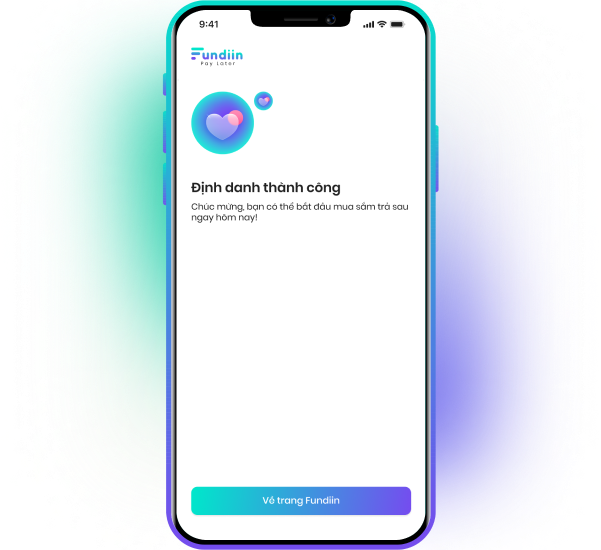 9:41
Fundiin
Pay Later
Định danh thành công
Chúc mừng, bạn có thể bắt đầu mua sắm trả sau
ngay hôm nay!
Về trang Fundiin